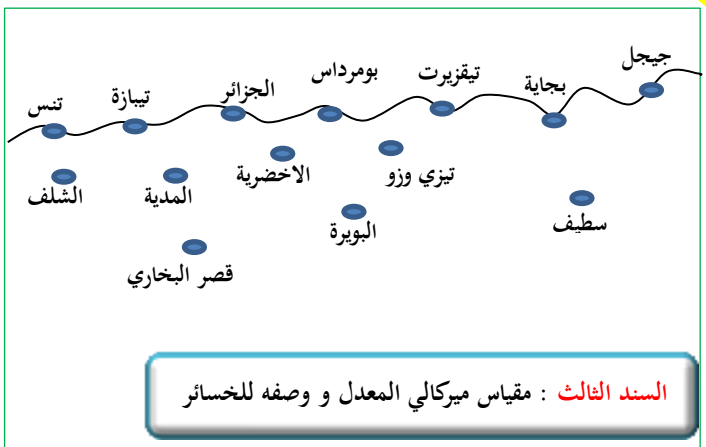 جيجل
بجاية
تيقزيرت
بومرداس
الجزائر
تيبازة
تنس
تيزي وزو
الاخضرية
المدية
الشلف
سطيف
البويرة
قصر البخاري
السند الثالث : مقياس ميركالي المعدل و وصفه للخسائر